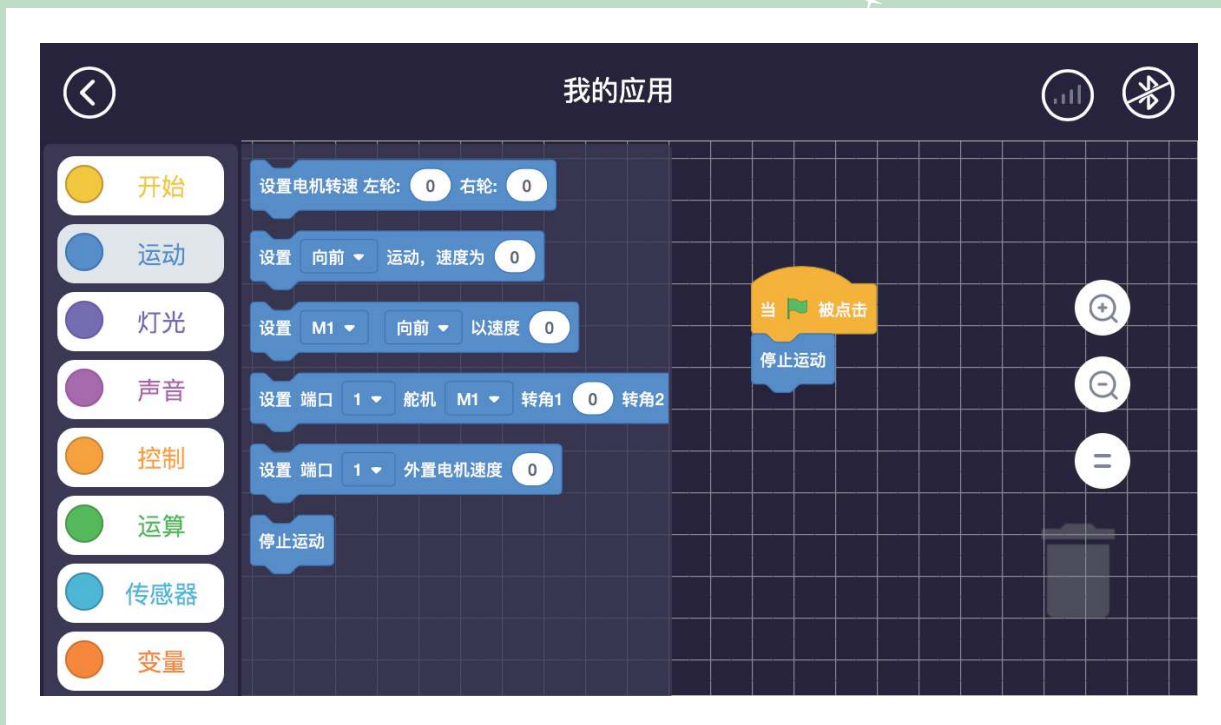 我的应用
开始
运动
灯光
声音
控制
运算
传感器
变量
设置电机转速 左轮: 0 右轮: 0
设置 向前 运动，速度为 0
设置 M1 向前 以速度 0
设置 端口 1 舵机 M1 转角1 0 转角2
设置 端口 1 外置电机速度 0
停止运动
当 被点击
停止运动